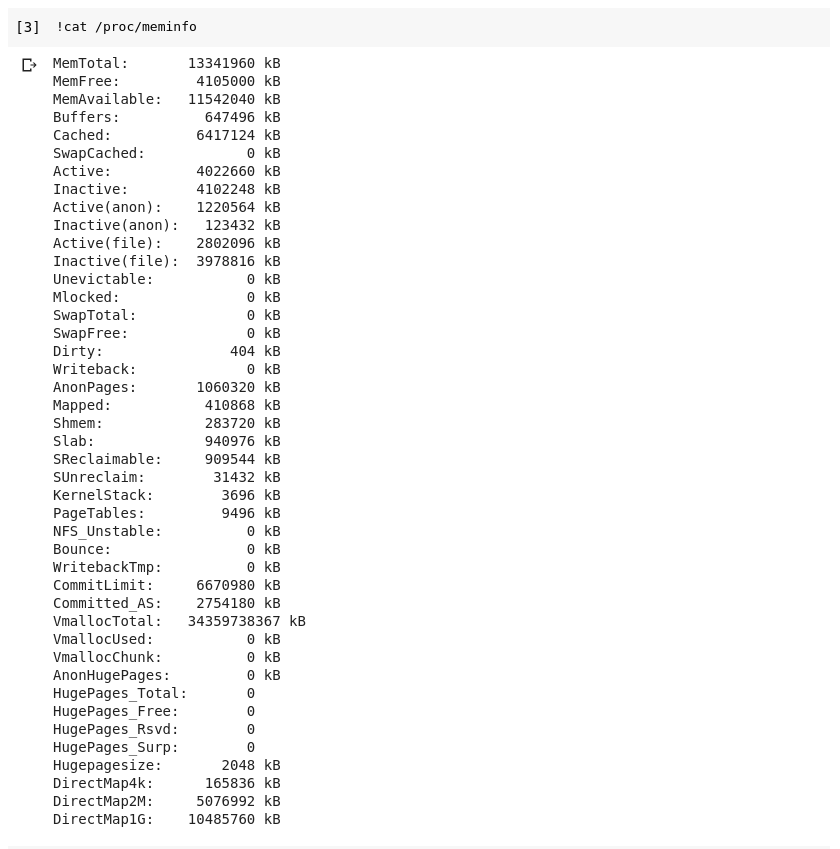 [3] !cat /proc/meminfo
MemTotal:       13341960 kB
MemFree:         4105000 kB
MemAvailable:   11542040 kB
Buffers:          647496 kB
Cached:          6417124 kB
SwapCached:            0 kB
Active:          4022660 kB
Inactive:        4102248 kB
Active(anon):    1220564 kB
Inactive(anon):   123432 kB
Active(file):    2802096 kB
Inactive(file):  3978816 kB
Unevictable:           0 kB
Mlocked:               0 kB
SwapTotal:             0 kB
SwapFree:              0 kB
Dirty:               404 kB
Writeback:             0 kB
AnonPages:       1060320 kB
Mapped:           410868 kB
Shmem:            283720 kB
Slab:             940976 kB
SReclaimable:     909544 kB
SUnreclaim:        31432 kB
KernelStack:        3696 kB
PageTables:         9496 kB
NFS_Unstable:          0 kB
Bounce:                0 kB
WritebackTmp:          0 kB
CommitLimit:     6670980 kB
Committed_AS:    2754180 kB
VmallocTotal:   34359738367 kB
VmallocUsed:           0 kB
VmallocChunk:          0 kB
AnonHugePages:         0 kB
HugePages_Total:       0
HugePages_Free:        0
HugePages_Rsvd:        0
HugePages_Surp:        0
Hugepagesize:       2048 kB
DirectMap4k:      165836 kB
DirectMap2M:     5076992 kB
DirectMap1G:    10485760 kB